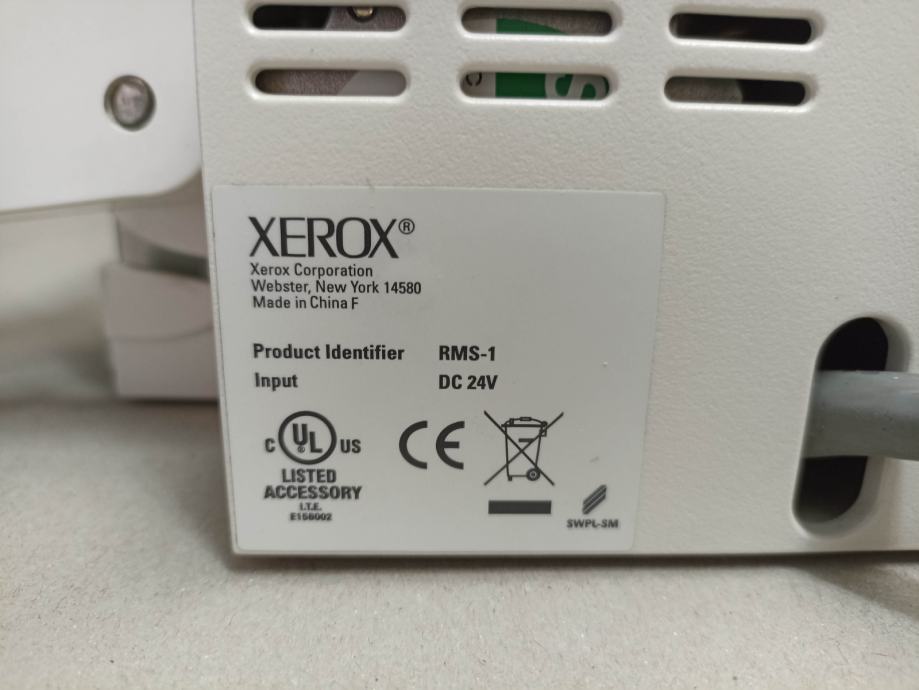 XEROX®
Xerox Corporation
Webster, New York 14580
Made in China F
Product Identifier RMS-1
Input DC 24V
C UL ® US
LISTED
ACCESSORY
I.T.E.
E156002
CE
SWPL-SM